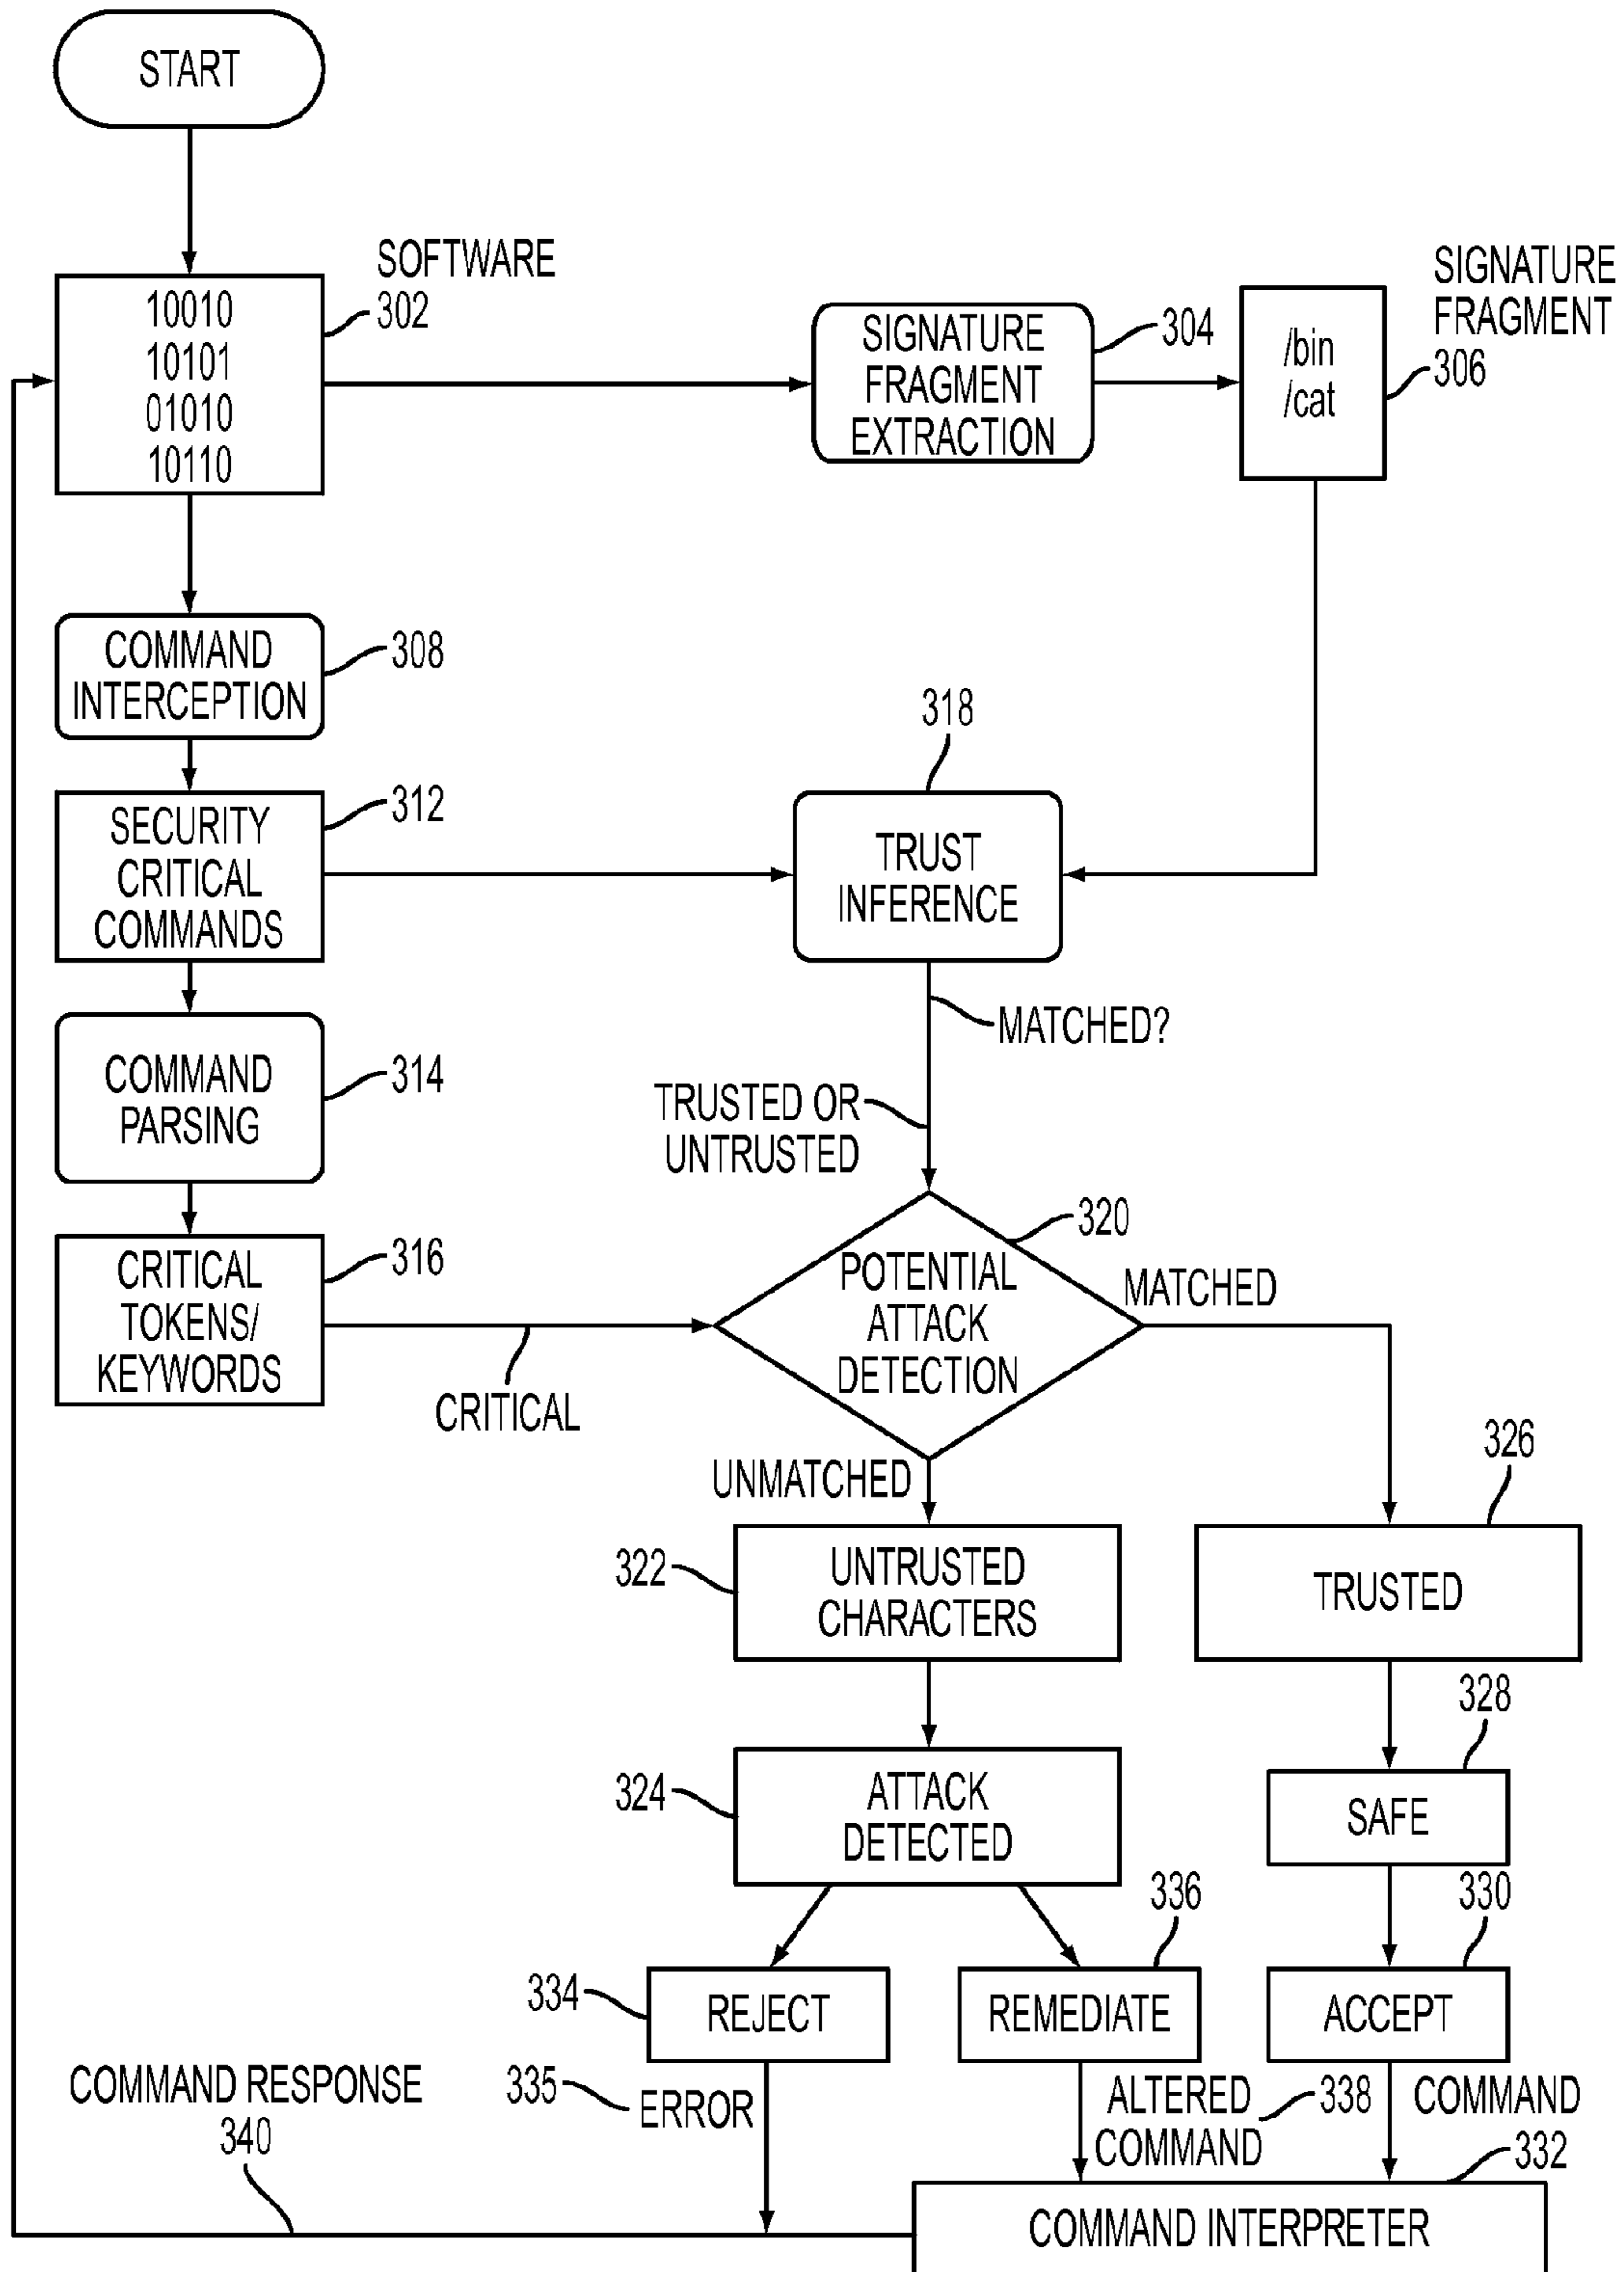 START
SOFTWARE
302
10010
10101
01010
10110
SIGNATURE
FRAGMENT
EXTRACTION
304
/bin
/cat
SIGNATURE
FRAGMENT
306
COMMAND
INTERCEPTION
308
SECURITY
CRITICAL
COMMANDS
312
318
TRUST
INFERENCE
MATCHED?
COMMAND
PARSING
314
TRUSTED OR
UNTRUSTED
CRITICAL
TOKENS/
KEYWORDS
316
CRITICAL
320
POTENTIAL
ATTACK
DETECTION
MATCHED
UNMATCHED
322
UNTRUSTED
CHARACTERS
326
TRUSTED
324
ATTACK
DETECTED
328
SAFE
334
REJECT
336
REMEDIATE
330
ACCEPT
335
ERROR
ALTERED
COMMAND
338
COMMAND
332
COMMAND INTERPRETER
COMMAND RESPONSE
340